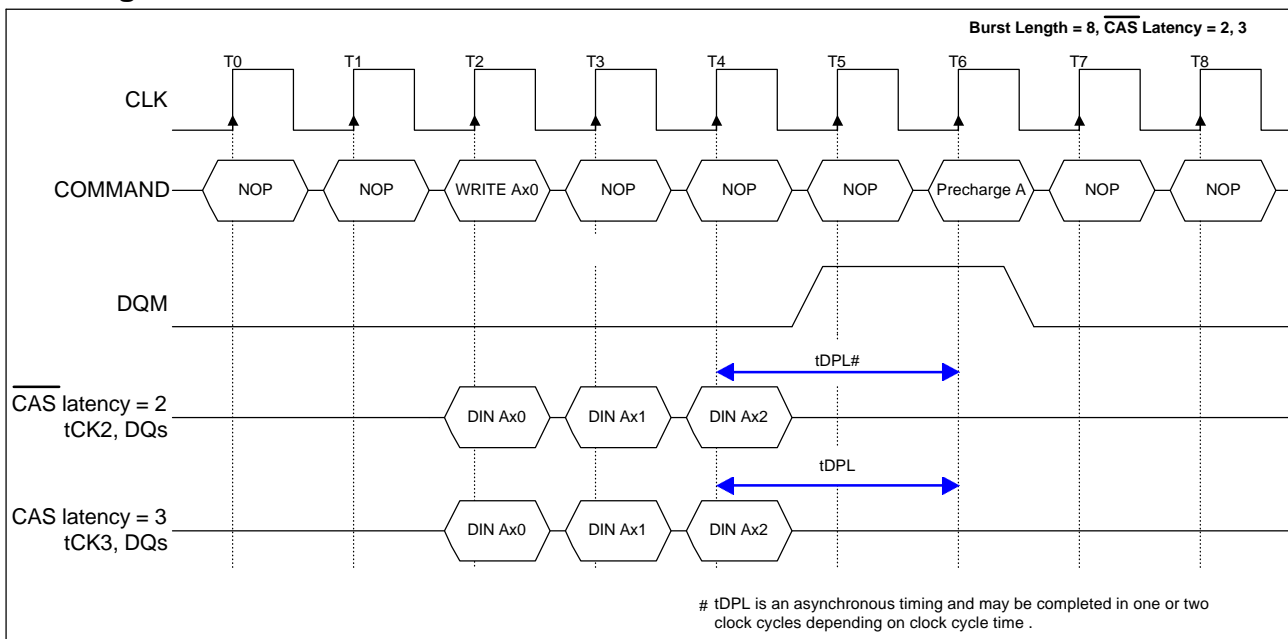 Burst Length = 8, CAS Latency = 2, 3
T0 T1 T2 T3 T4 T5 T6 T7 T8
CLK
COMMAND NOP NOP WRITE Ax0 NOP NOP NOP Precharge A NOP NOP
DQM
tDPL#
CAS latency = 2
tCK2, DQs
DIN Ax0 DIN Ax1 DIN Ax2
tDPL
CAS latency = 3
tCK3, DQs
DIN Ax0 DIN Ax1 DIN Ax2
# tDPL is an asynchronous timing and may be completed in one or two
clock cycles depending on clock cycle time .